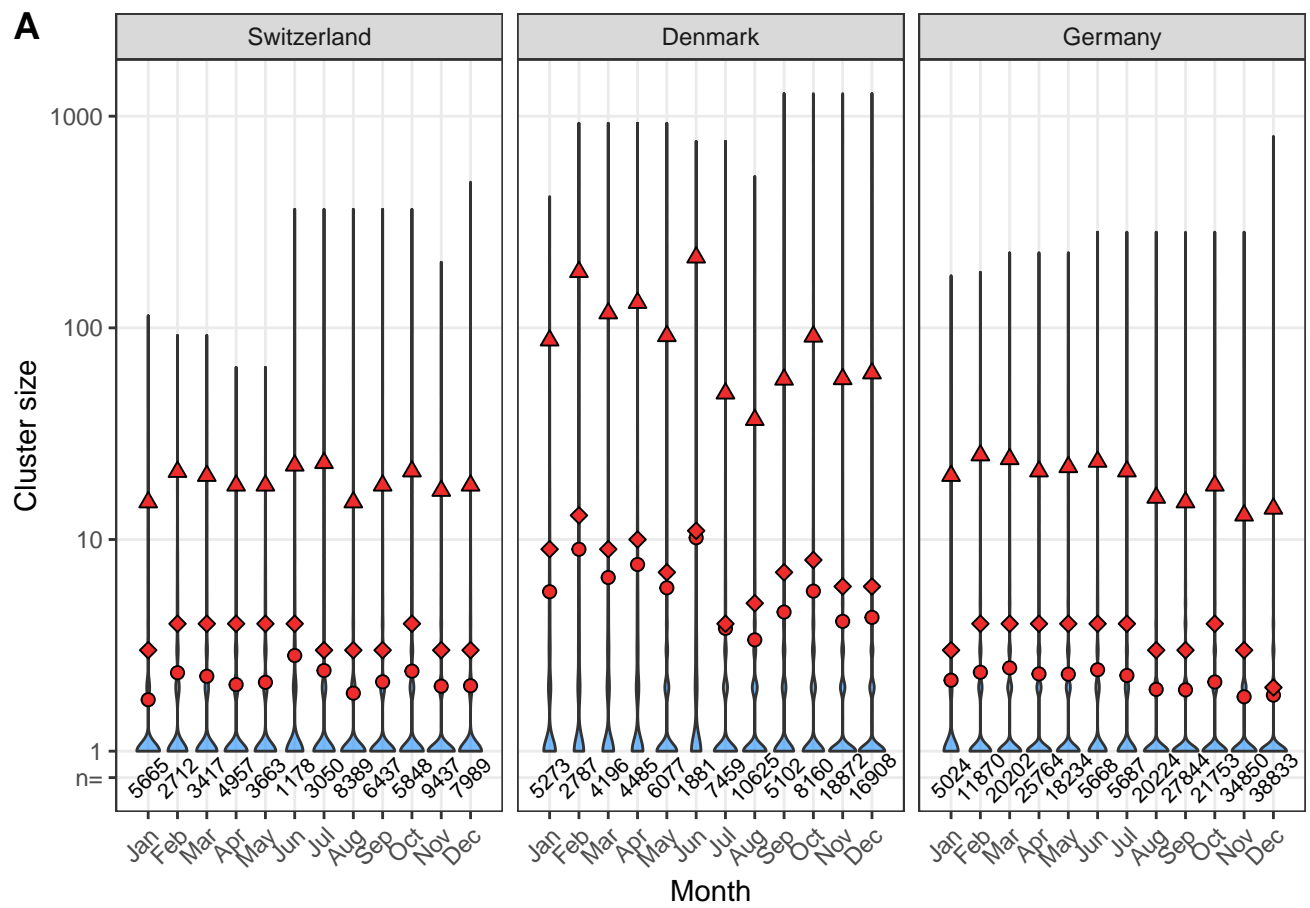 A
Switzerland Denmark Germany
Cluster size
1000
100
10
1
n=
5665 2712 3417 4957 3663 1178 3050 8389 6437 5848 9437 7989
5273 2787 4196 4485 6077 1881 7459 10625 5102 8160 18872 16908
5024 11870 20202 25764 18234 5668 5687 20224 27844 21753 34850 38833
Jan Feb Mar Apr May Jun Jul Aug Sep Oct Nov Dec
Jan Feb Mar Apr May Jun Jul Aug Sep Oct Nov Dec
Jan Feb Mar Apr May Jun Jul Aug Sep Oct Nov Dec
Month